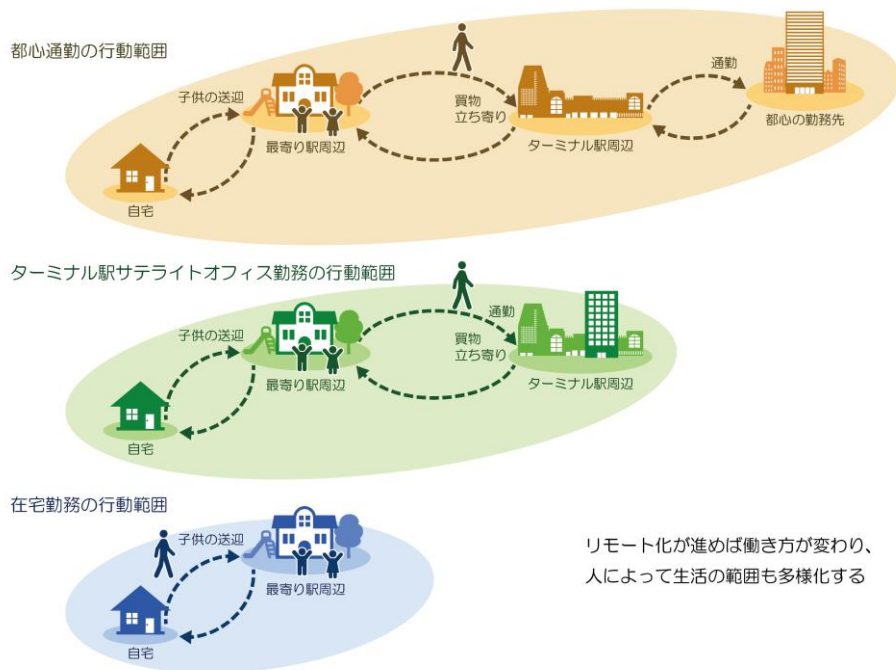 都心通勤の行動範囲
通勤
子供の送迎
買物
立ち寄り
都心の勤務先
最寄り駅周辺
ターミナル駅周辺
自宅
ターミナル駅サテライトオフィス勤務の行動範囲
通勤
子供の送迎
買物
立ち寄り
最寄り駅周辺
ターミナル駅周辺
自宅
在宅勤務の行動範囲
子供の送迎
最寄り駅周辺
自宅
リモート化が進めば働き方が変わり、
人によって生活の範囲も多様化する